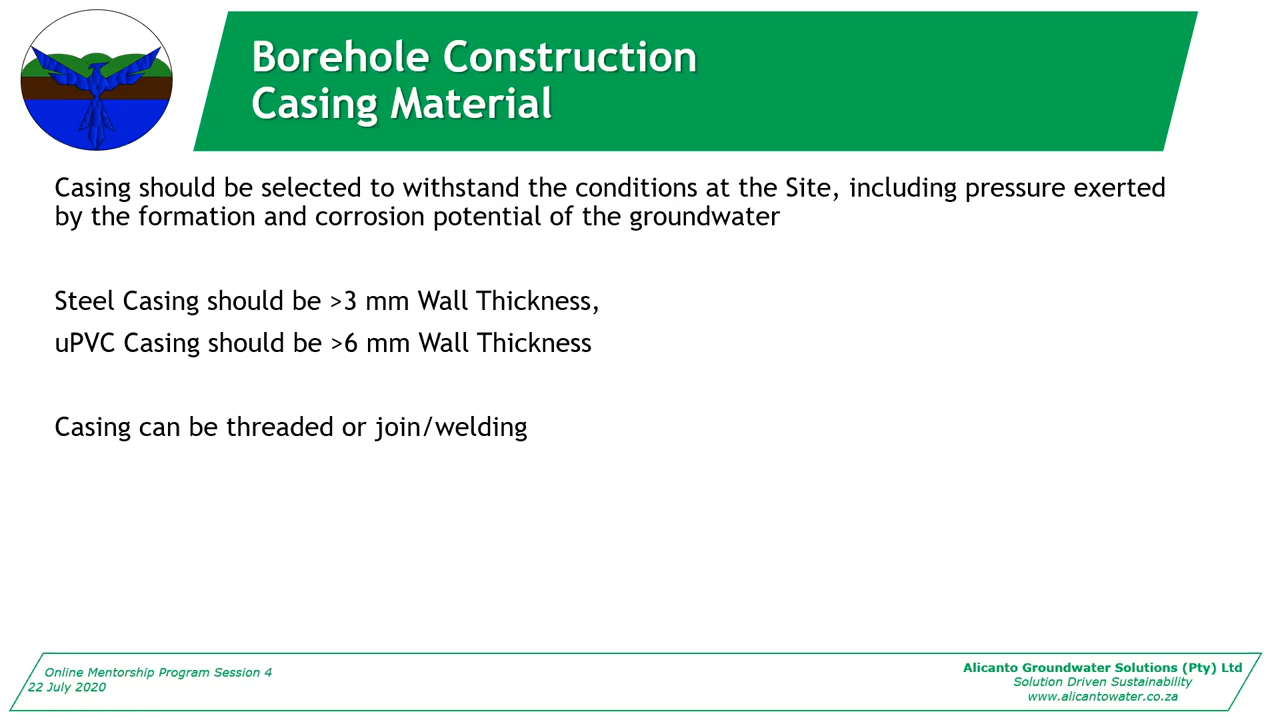 Borehole Construction
Casing Material
Casing should be selected to withstand the conditions at the Site, including pressure exerted
by the formation and corrosion potential of the groundwater
Steel Casing should be >3 mm Wall Thickness,
uPVC Casing should be >6 mm Wall Thickness
Casing can be threaded or join/welding
Online Mentorship Program Session 4
22 July 2020
Alicanto Groundwater Solutions (Pty) Ltd
Solution Driven Sustainability
www.alicantowater.co.za